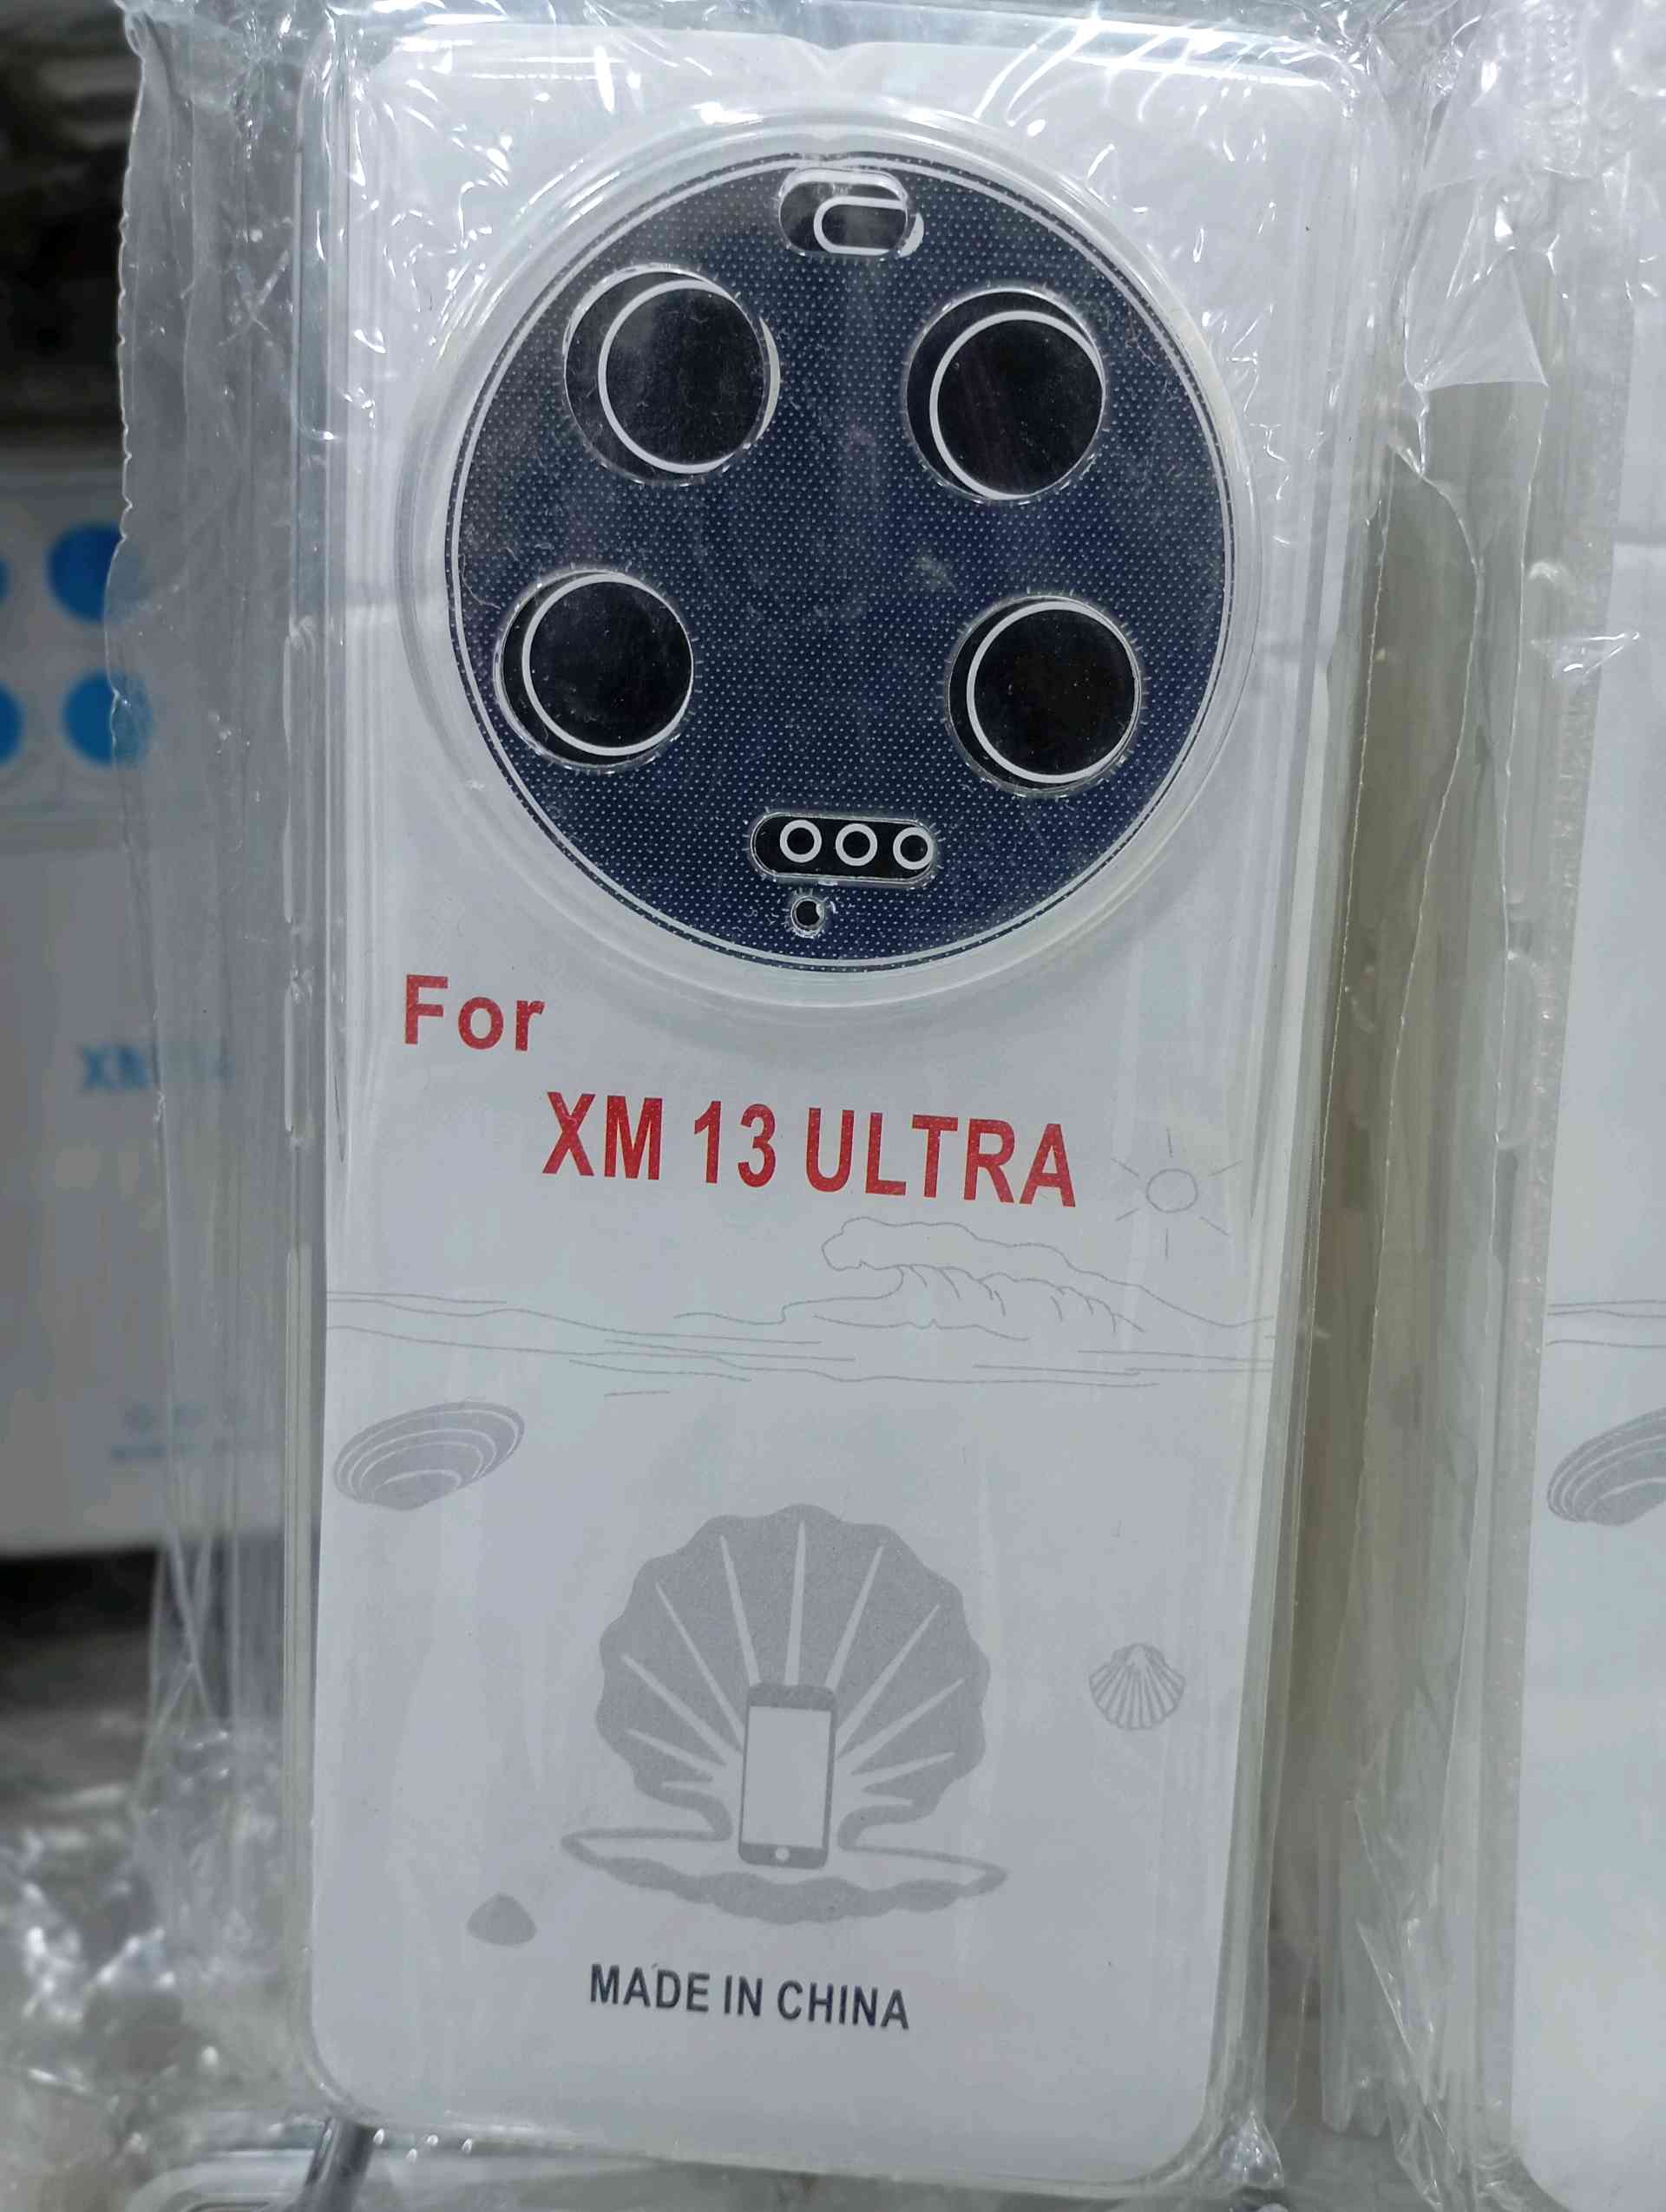 For
XM 13 ULTRA
MADE IN CHINA